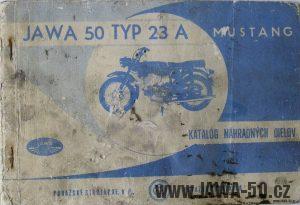 JAWA 50 TYP 23 A MUSTANG
KATALÓG NÁHRADNÝCH DIELOV
POVAŽSKÉ STROJÁRNE, N. P.
www.JAWA-50.cz